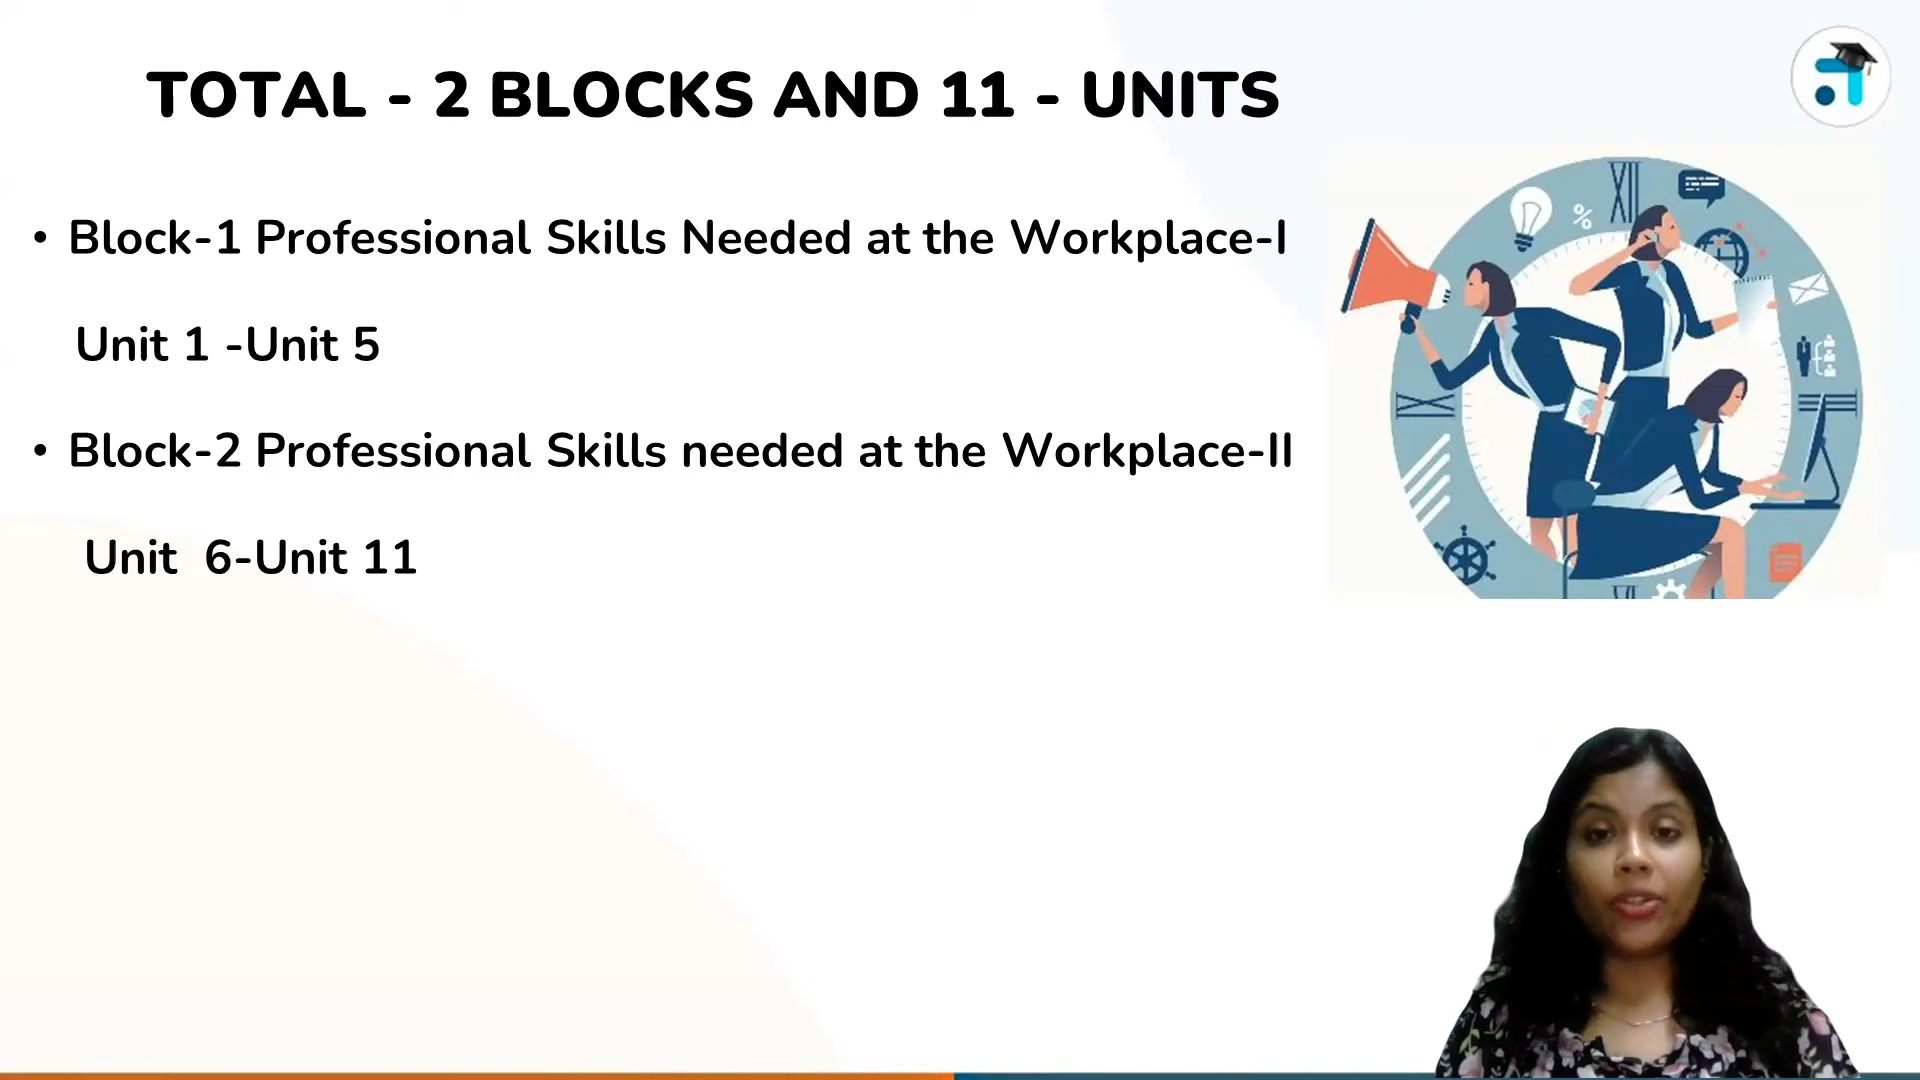 TOTAL - 2 BLOCKS AND 11 - UNITS
• Block-1 Professional Skills Needed at the Workplace-I
Unit 1 -Unit 5
• Block-2 Professional Skills needed at the Workplace-II
Unit  6-Unit 11
XII
%